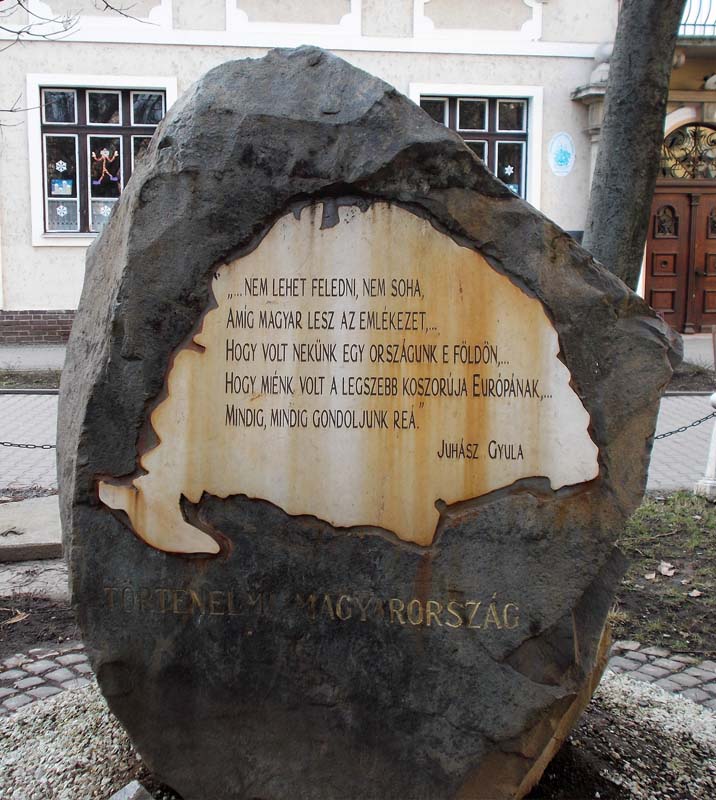 „...NEM LEHET FELEDNI, NEM SOHA,
AMÍG MAGYAR LESZ AZ EMLÉKEZET,...
HOGY VOLT NEKÜNK EGY ORSZÁGUNK E FÖLDÖN,...
HOGY MIÉNK VOLT A LEGSZEBB KOSZORÚJA EURÓPÁNAK,...
MINDIG, MINDIG GONDOLJUNK REÁ.”
JUHÁSZ GYULA
TÖRTÉNELMI MAGYARORSZÁG